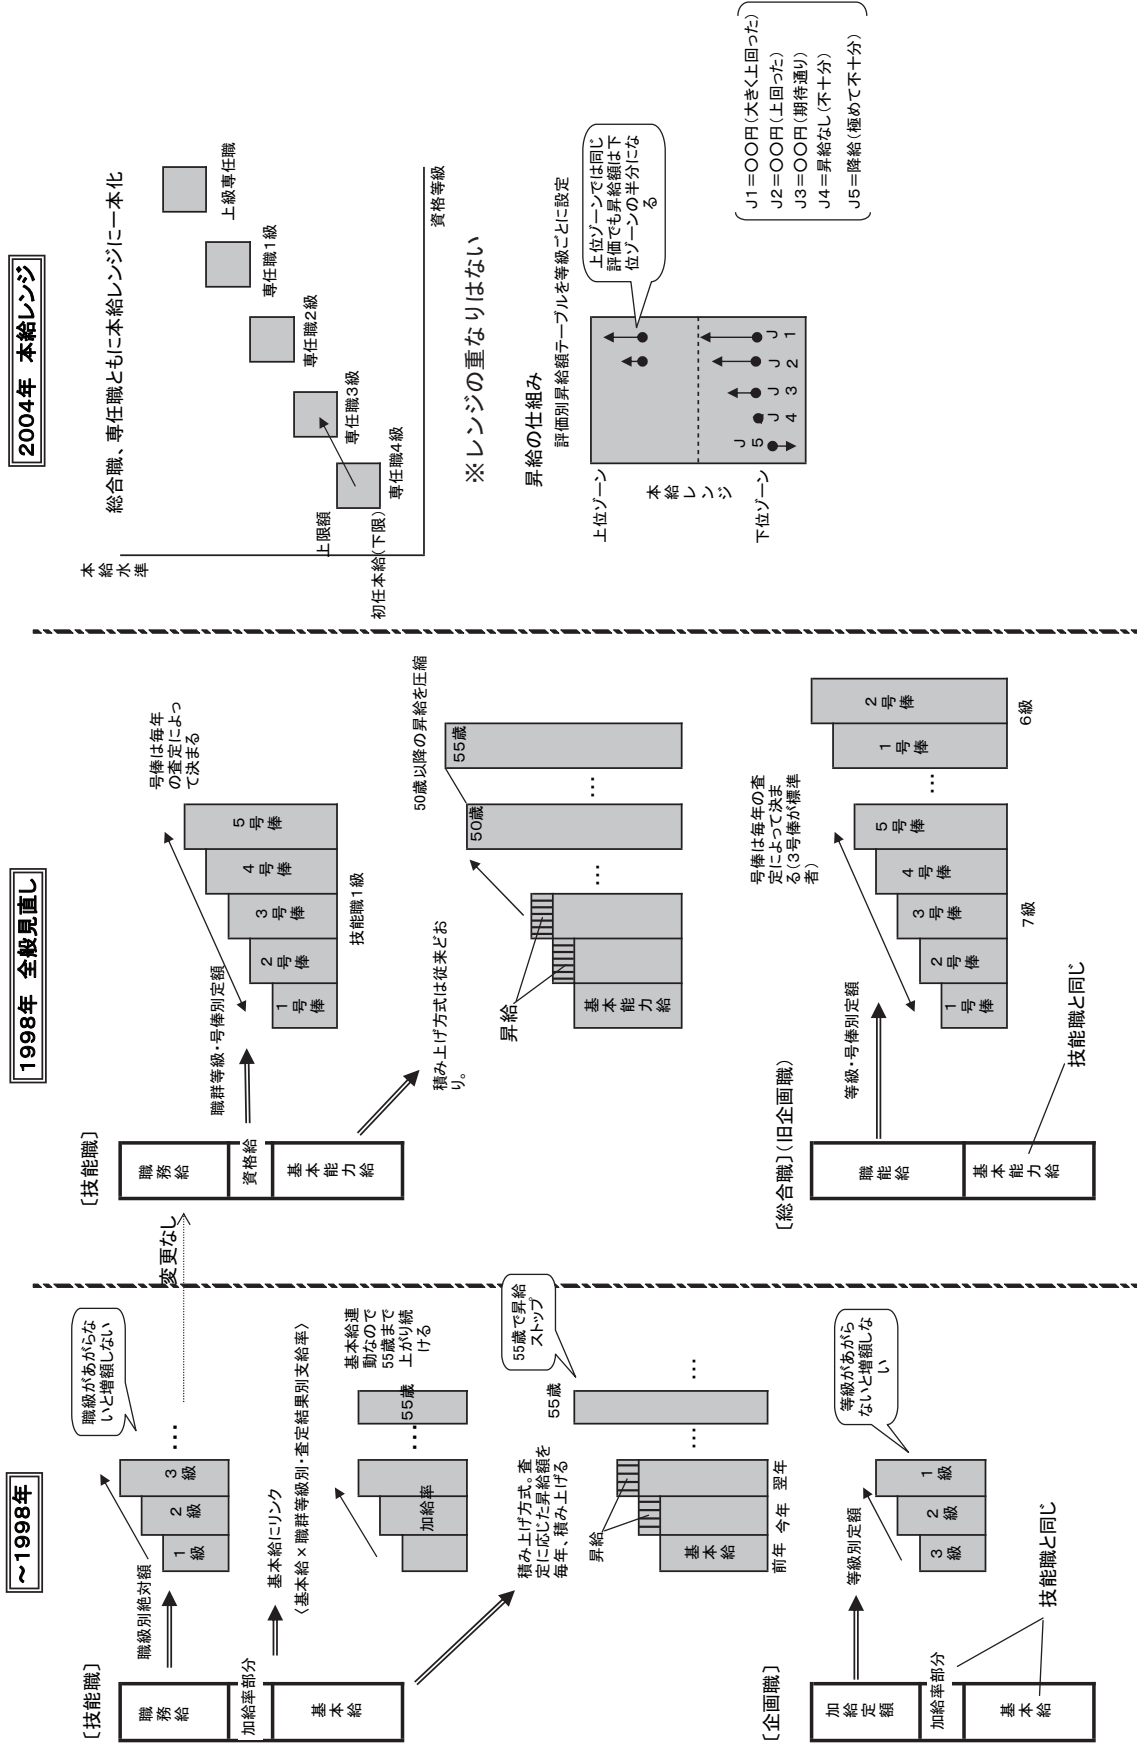 ～1998年
〔技能職〕
職務給
加給率部分
基本給
職級別絶対額
1級
2級
3級
…
職級があがらな
いと増額しない
変更なし
基本給にリンク
〈基本給×職群等級別・査定結果別支給率〉
加給率
…
55歳
基本給連
動なので
55歳まで
上がり続
ける
積み上げ方式。査
定に応じた昇給額を
毎年、積み上げる
昇給
基本給
前年 今年 翌年
…
55歳
…
55歳で昇給
ストップ
〔企画職〕
加給定額
加給率部分
基本給
等級別定額
3級
2級
1級
等級があがら
ないと増額しな
い
技能職と同じ
1998年 全般見直し
〔技能職〕
職務給
資格給
基本能力給
職群等級・号俸別定額
1号俸
2号俸
3号俸
4号俸
5号俸
技能職1級
号俸は毎年
の査定によっ
て決まる
積み上げ方式は従来どお
り。
昇給
基本能力給
…
50歳
…
55歳
50歳以降の昇給を圧縮
〔総合職〕（旧企画職）
職能給
基本能力給
等級・号俸別定額
1号俸
2号俸
3号俸
4号俸
5号俸
7級
…
1号俸
2号俸
6級
号俸は毎年の査
定によって決ま
る（3号俸が標準
者）
技能職と同じ
2004年 本給レンジ
総合職、専任職ともに本給レンジに一本化
本給水準
上限額
初任本給（下限）
専任職4級
専任職3級
専任職2級
専任職1級
上級専任職
資格等級
※レンジの重なりはない
昇給の仕組み
評価別昇給額テーブルを等級ごとに設定
上位ゾーン
本給レンジ
下位ゾーン
J5
J4
J3
J2
J1
上位ゾーンでは同じ
評価でも昇給額は下
位ゾーンの半分にな
る
J1＝〇〇円（大きく上回った）
J2＝〇〇円（上回った）
J3＝〇〇円（期待通り）
J4＝昇給なし（不十分）
J5＝降給（極めて不十分）